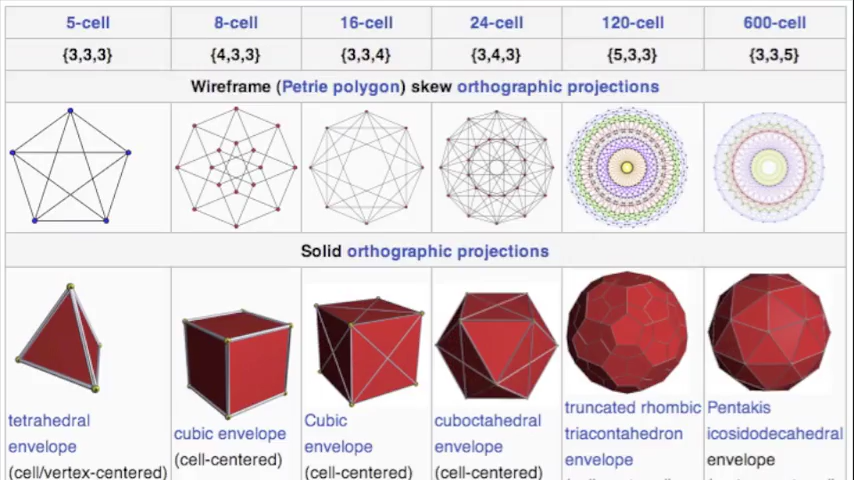 5-cell 8-cell 16-cell 24-cell 120-cell 600-cell
{3,3,3} {4,3,3} {3,3,4} {3,4,3} {5,3,3} {3,3,5}
Wireframe (Petrie polygon) skew orthographic projections
Solid orthographic projections
tetrahedral
envelope
(cell/vertex-centered)
cubic envelope
(cell-centered)
Cubic
envelope
(cell-centered)
cuboctahedral
envelope
(cell-centered)
truncated rhombic
triacontahedron
envelope
Pentakis
icosidodecahedral
envelope